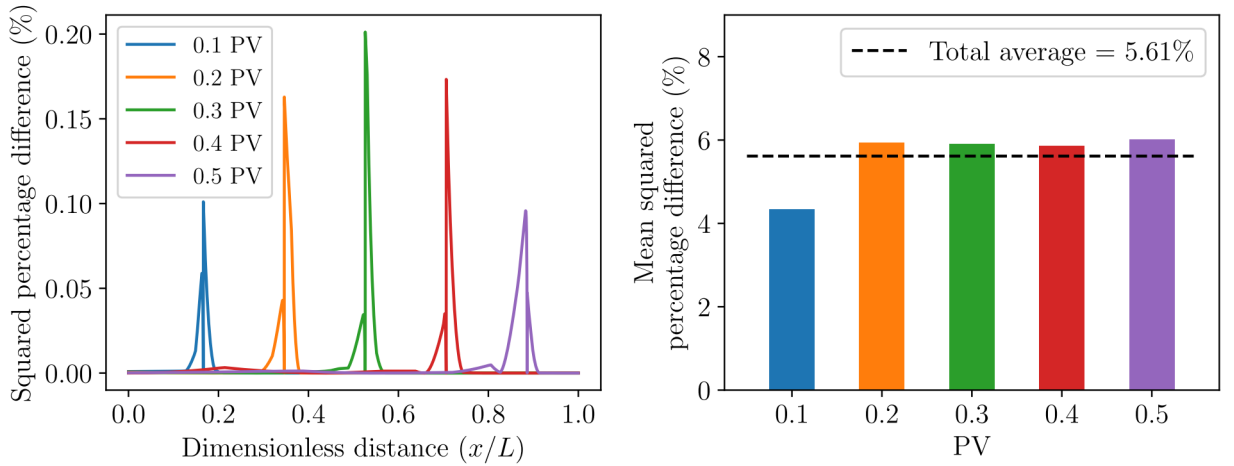 Squared percentage difference (%)
0.20
0.15
0.10
0.05
0.00
0.1 PV
0.2 PV
0.3 PV
0.4 PV
0.5 PV
0.0 0.2 0.4 0.6 0.8 1.0
Dimensionless distance (x/L)
Mean squared
percentage difference (%)
8
6
4
2
0
Total average = 5.61%
0.1 0.2 0.3 0.4 0.5
PV